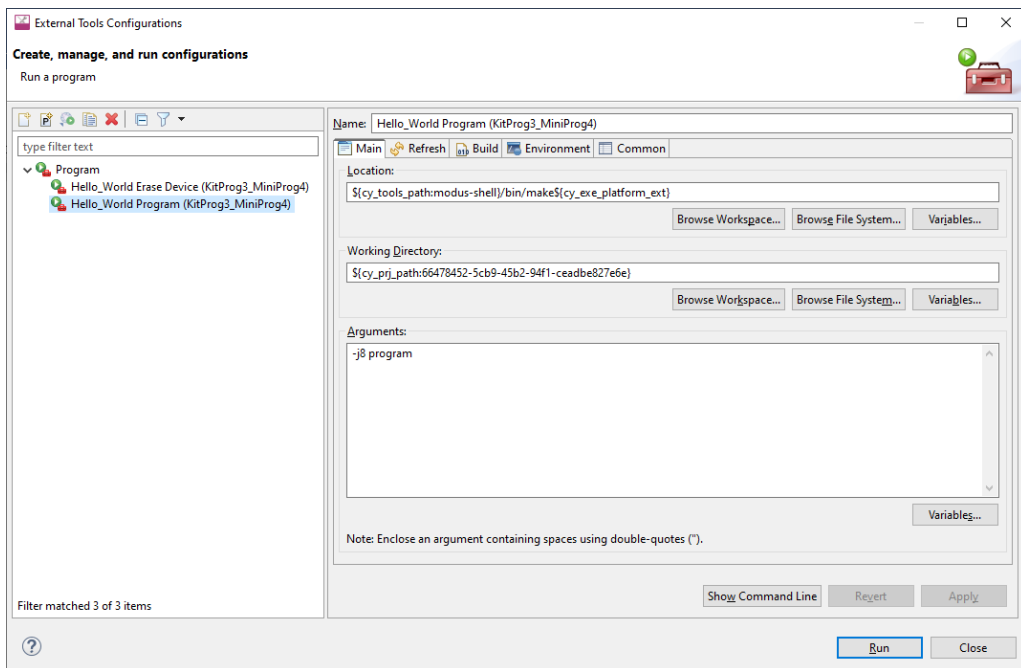 External Tools Configurations
Create, manage, and run configurations
Run a program
type filter text
Program
Hello_World Erase Device (KitProg3_MiniProg4)
Hello_World Program (KitProg3_MiniProg4)
Filter matched 3 of 3 items
Name: Hello_World Program (KitProg3_MiniProg4)
Main Refresh Build Environment Common
Location:
${cy_tools_path:modus-shell}/bin/make${cy_exe_platform_ext}
Browse Workspace... Browse File System... Variables...
Working Directory:
${cy_prj_path:66478452-5cb9-45b2-94f1-ceadbe827e6e}
Browse Workspace... Browse File System... Variables...
Arguments:
-j8 program
Variables...
Note: Enclose an argument containing spaces using double-quotes (").
Show Command Line Revert Apply
Run Close